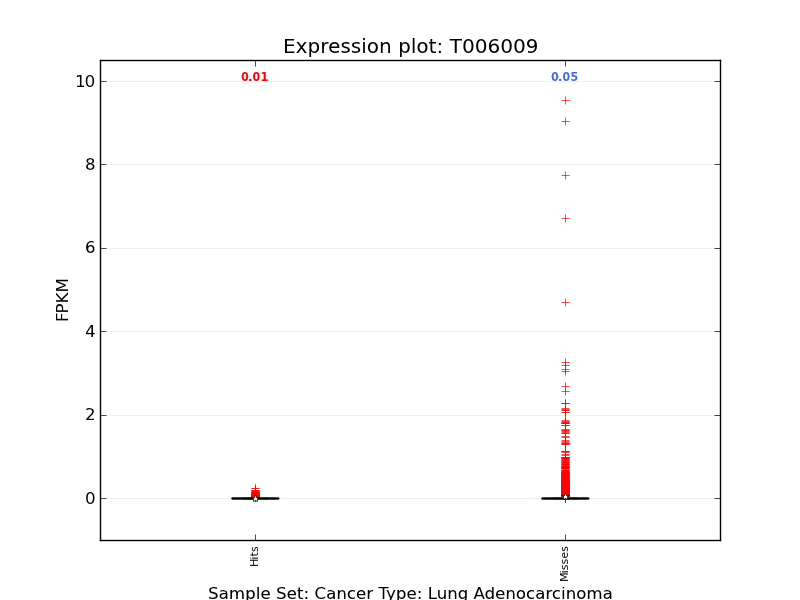 Expression plot: T006009
0.01
0.05
10
8
6
4
2
0
FPKM
Hits
Misses
Sample Set: Cancer Type: Lung Adenocarcinoma